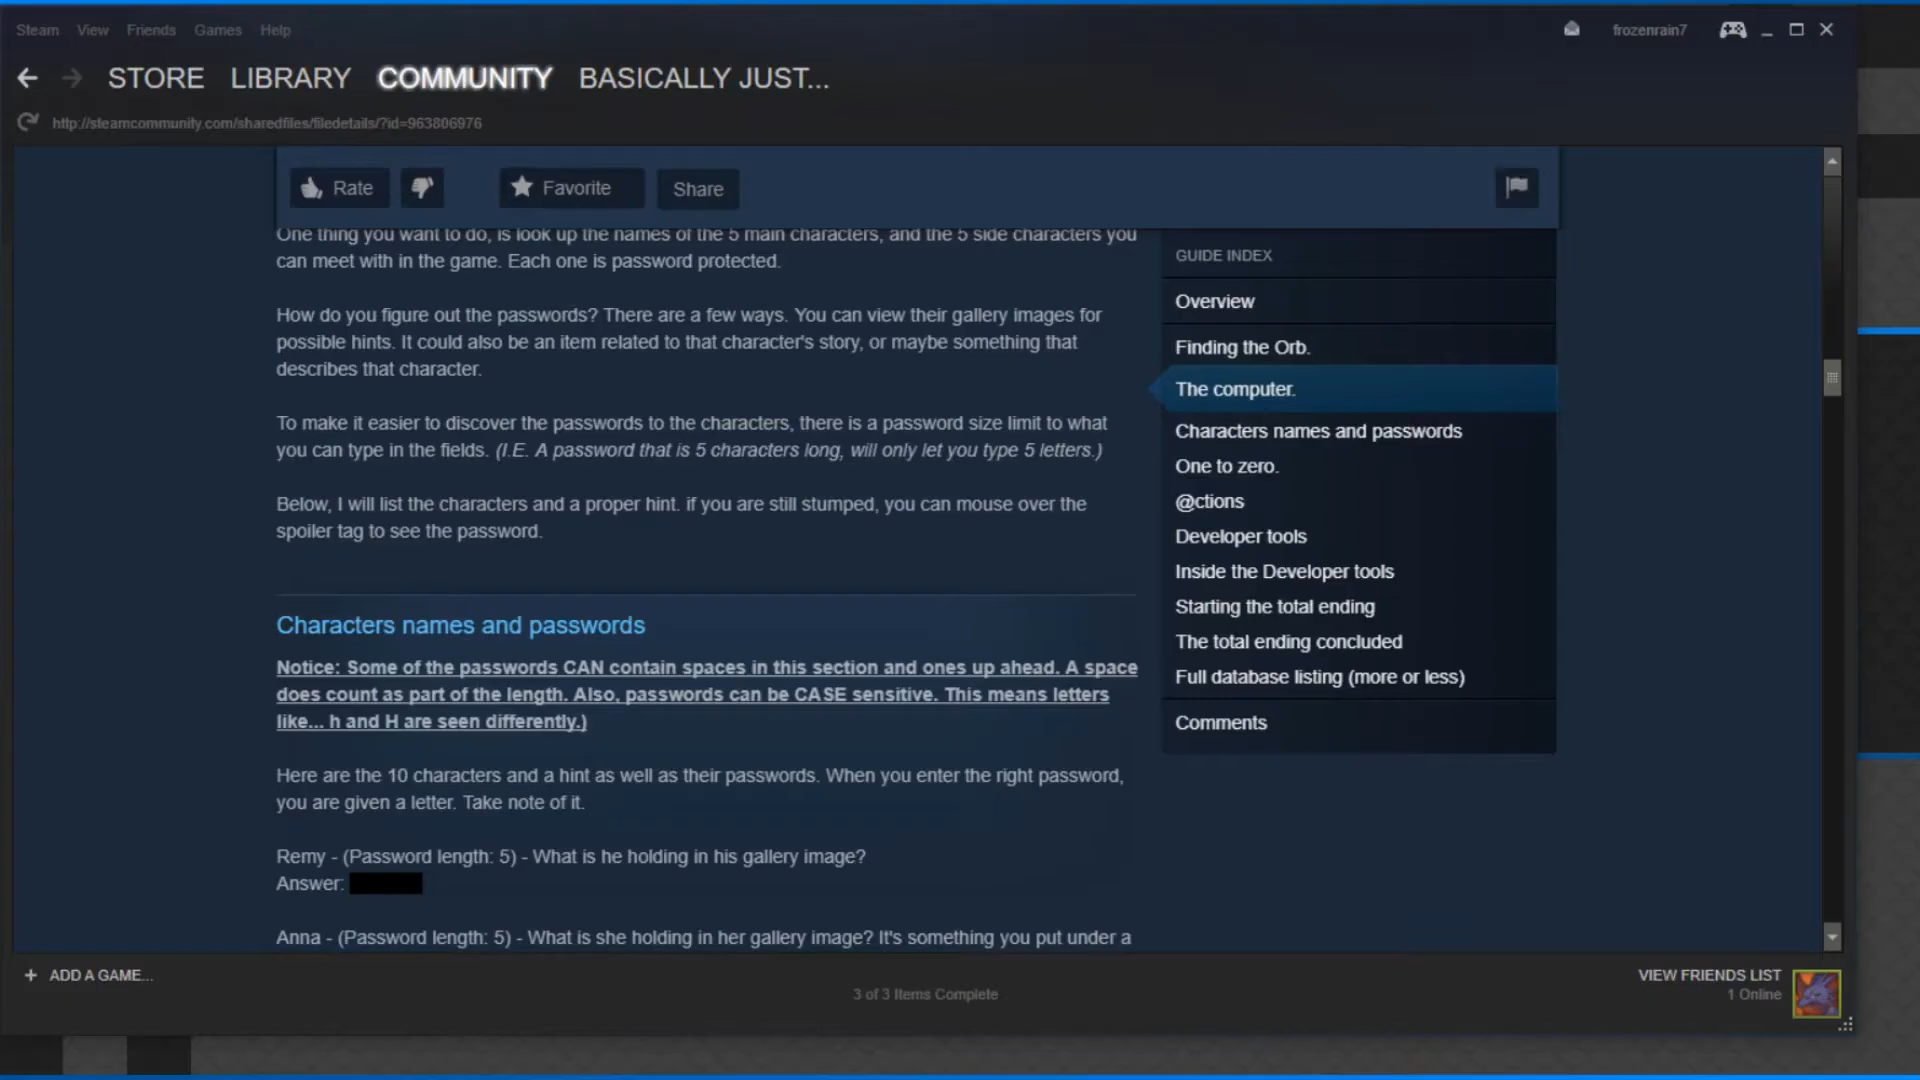 Steam View Friends Games Help
frozenrain7
STORE LIBRARY COMMUNITY BASICALLY JUST...
http://steamcommunity.com/sharedfiles/filedetails/?id=963806976
Rate
Favorite
Share
One thing you want to do, is look up the names of the 5 main characters, and the 5 side characters you
can meet with in the game. Each one is password protected.
How do you figure out the passwords? There are a few ways. You can view their gallery images for
possible hints. It could also be an item related to that character's story, or maybe something that
describes that character.
To make it easier to discover the passwords to the characters, there is a password size limit to what
you can type in the fields. (I.E. A password that is 5 characters long, will only let you type 5 letters.)
Below, I will list the characters and a proper hint. if you are still stumped, you can mouse over the
spoiler tag to see the password.
Characters names and passwords
Notice: Some of the passwords CAN contain spaces in this section and ones up ahead. A space
does count as part of the length. Also, passwords can be CASE sensitive. This means letters
like... h and H are seen differently.)
Here are the 10 characters and a hint as well as their passwords. When you enter the right password,
you are given a letter. Take note of it.
Remy - (Password length: 5) - What is he holding in his gallery image?
Answer:
Anna - (Password length: 5) - What is she holding in her gallery image? It's something you put under a
GUIDE INDEX
Overview
Finding the Orb.
The computer.
Characters names and passwords
One to zero.
@ctions
Developer tools
Inside the Developer tools
Starting the total ending
The total ending concluded
Full database listing (more or less)
Comments
+ ADD A GAME...
3 of 3 Items Complete
VIEW FRIENDS LIST
1 Online